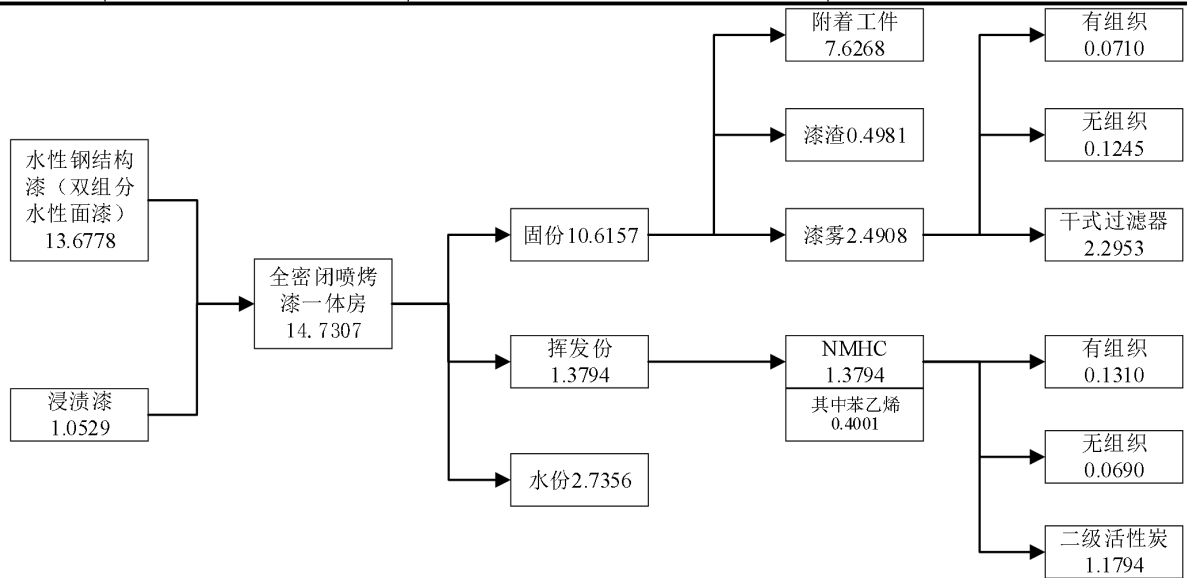 水性钢结构
漆（双组分
水性面漆）
13.6778
浸渍漆
1.0529
全密闭喷烤
漆一体房
14.7307
固份10.6157
挥发份
1.3794
水份2.7356
附着工件
7.6268
漆渣0.4981
漆雾2.4908
NMHC
1.3794
其中苯乙烯
0.4001
有组织
0.0710
无组织
0.1245
干式过滤器
2.2953
有组织
0.1310
无组织
0.0690
二级活性炭
1.1794